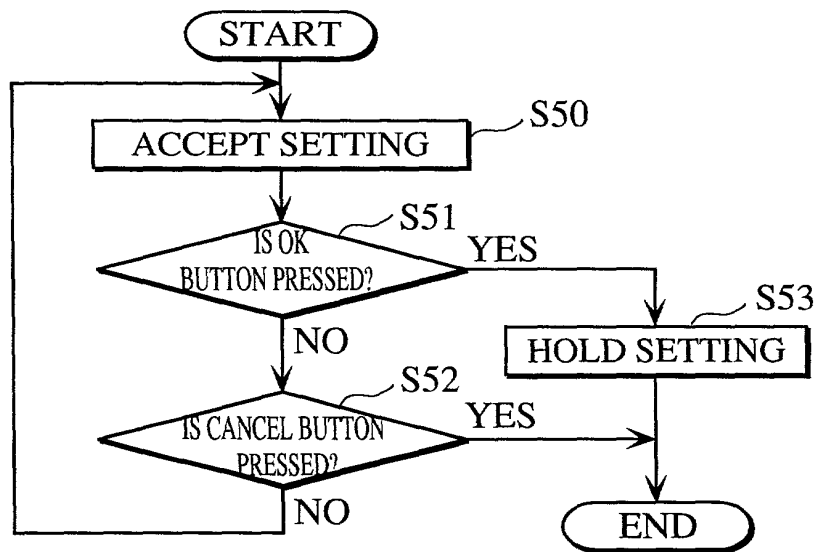 START
ACCEPT SETTING
S50
S51
IS OK
BUTTON PRESSED?
YES
S53
HOLD SETTING
NO
S52
IS CANCEL BUTTON
PRESSED?
YES
NO
END